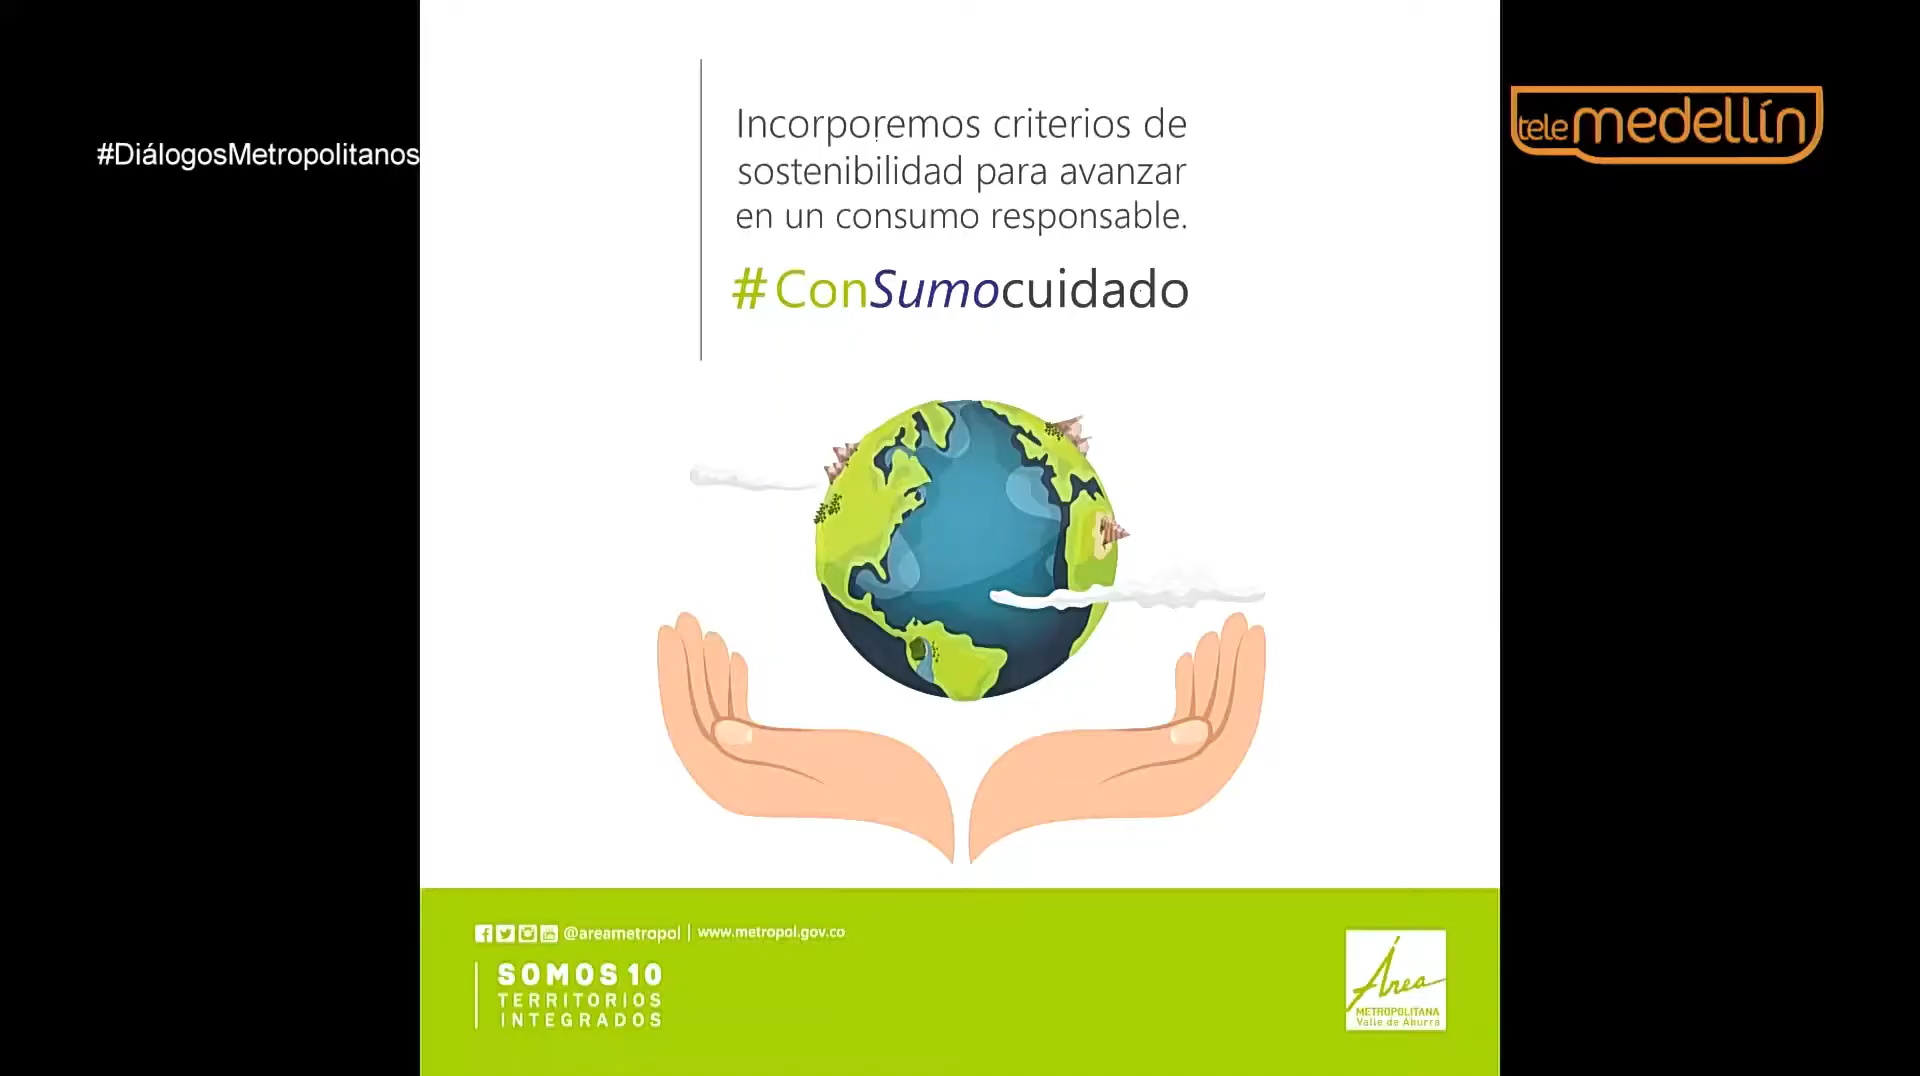 #DiálogosMetropolitanos
Incorporemos criterios de
sostenibilidad para avanzar
en un consumo responsable.
#ConSumocuidado
telemedellín
@areametropol | www.metropol.gov.co
SOMOS 10
TERRITORIOS
INTEGRADOS
Área
METROPOLITANA
Valle de Aburrá